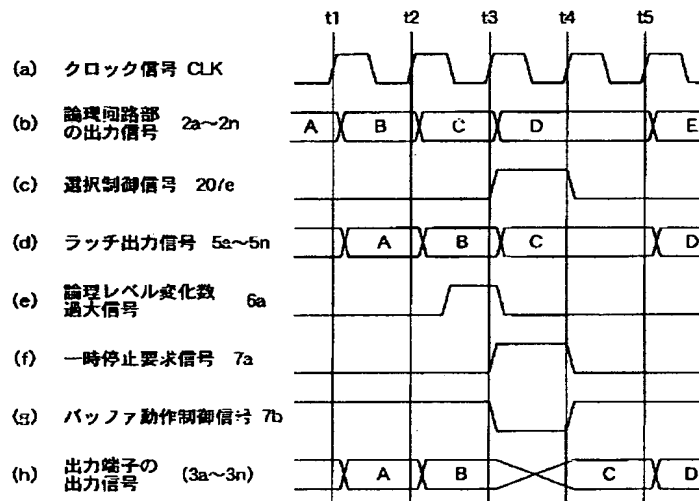 t1 t2 t3 t4 t5
(a) クロック信号 CLK
(b) 論理回路部の出力信号 2a～2n A B C D E
(c) 選択制御信号 207e
(d) ラッチ出力信号 5a～5n A B C D
(e) 論理レベル変化数過大信号 6a
(f) 一時停止要求信号 7a
(g) バッファ動作制御信号 7b
(h) 出力端子の出力信号 (3a～3n) A B C D